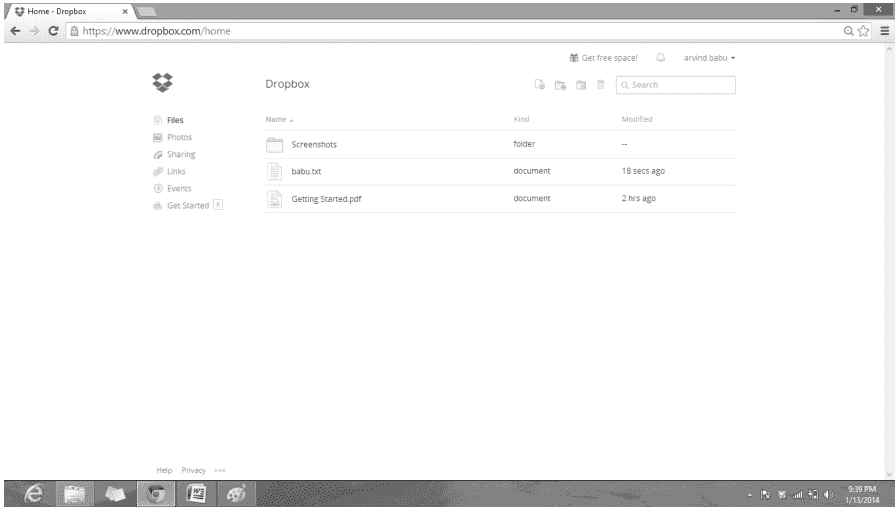 Home - Dropbox
https://www.dropbox.com/home
Get free space! arvind babu
Dropbox
Search
Files
Photos
Sharing
Links
Events
Get Started
Name Kind Modified
Screenshots folder --
babu.txt document 18 secs ago
Getting Started.pdf document 2 hrs ago
Help Privacy
9:39 PM
1/13/2014